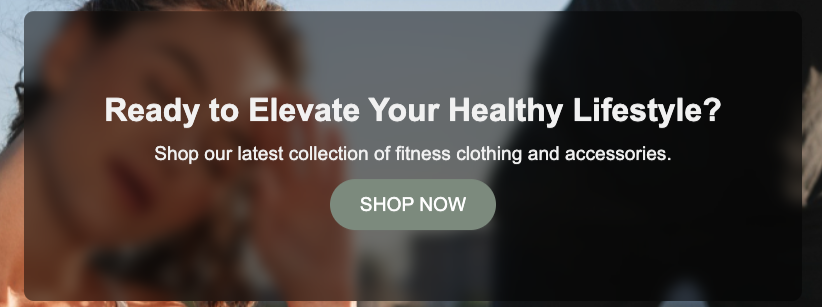 Ready to Elevate Your Healthy Lifestyle?
Shop our latest collection of fitness clothing and accessories.
SHOP NOW